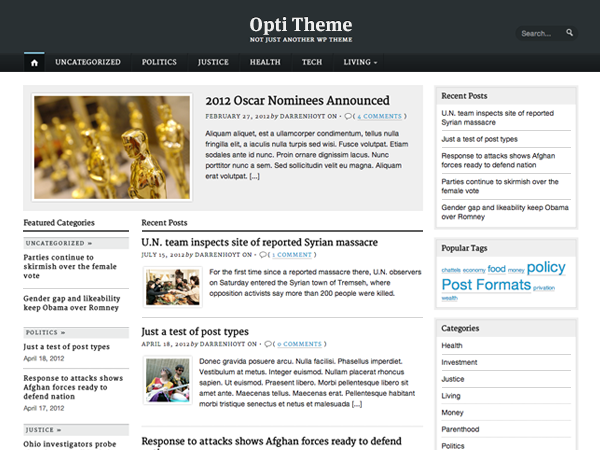 Opti Theme
NOT JUST ANOTHER WP THEME
Search...
UNCATEGORIZED POLITICS JUSTICE HEALTH TECH LIVING
2012 Oscar Nominees Announced
FEBRUARY 27, 2012 by DARRENHOYT ON • ( 4 COMMENTS )
Aliquam aliquet, est a ullamcorper condimentum, tellus nulla
fringilla elit, a iaculis nulla turpis sed wisi. Fusce volutpat. Etiam
sodales ante id nunc. Proin ornare dignissim lacus. Nunc
porttitor nunc a sem. Sed sollicitudin velit eu magna. Aliquam
erat volutpat. [...]
Featured Categories
UNCATEGORIZED »
Parties continue to
skirmish over the female
vote
Gender gap and likeability
keep Obama over Romney
POLITICS »
Just a test of post types
April 18, 2012
Response to attacks shows
Afghan forces ready to
defend nation
April 17, 2012
JUSTICE »
Ohio investigators probe
Recent Posts
U.N. team inspects site of reported Syrian massacre
JULY 15, 2012 by DARRENHOYT ON • ( 1 COMMENT )
For the first time since a reported massacre there, U.N. observers
on Saturday entered the Syrian town of Tremseh, where
opposition activists say more than 200 people were killed.
Just a test of post types
APRIL 18, 2012 by DARRENHOYT ON • ( 0 COMMENTS )
Donec gravida posuere arcu. Nulla facilisi. Phasellus imperdiet.
Vestibulum at metus. Integer euismod. Nullam placerat rhoncus
sapien. Ut euismod. Praesent libero. Morbi pellentesque libero sit
amet ante. Maecenas tellus. Maecenas erat. Pellentesque habitant
morbi tristique senectus et netus et malesuada [...]
Response to attacks shows Afghan forces ready to defend
Recent Posts
U.N. team inspects site of reported
Syrian massacre
Just a test of post types
Response to attacks shows Afghan
forces ready to defend nation
Parties continue to skirmish over the
female vote
Gender gap and likeability keep Obama
over Romney
Popular Tags
chattels economy food money policy
Post Formats privation
wealth
Categories
Health
Investment
Justice
Living
Money
Parenthood
Politics